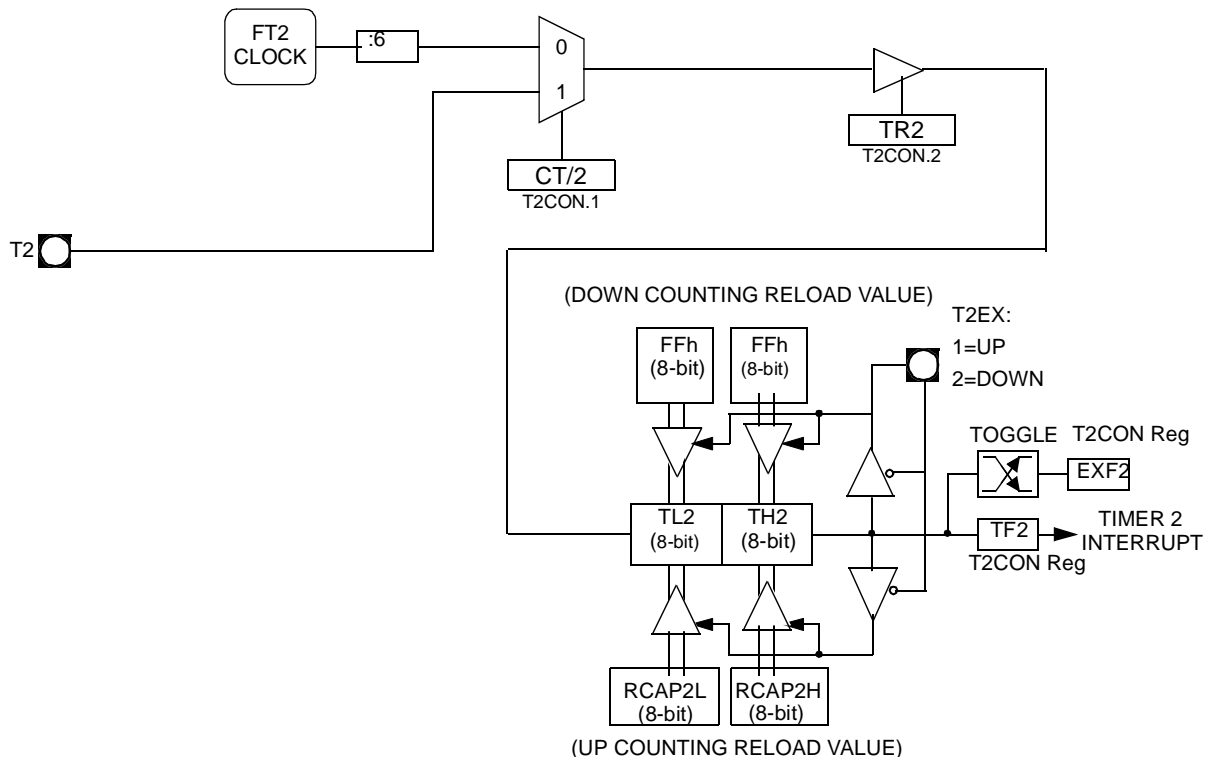 FT2
CLOCK
:6
0
1
TR2
T2CON.2
CT/2
T2CON.1
T2
(DOWN COUNTING RELOAD VALUE)
T2EX:
1=UP
2=DOWN
FFh
(8-bit)
FFh
(8-bit)
TOGGLE
T2CON Reg
EXF2
TL2
(8-bit)
TH2
(8-bit)
TF2
TIMER 2
INTERRUPT
T2CON Reg
RCAP2L
(8-bit)
RCAP2H
(8-bit)
(UP COUNTING RELOAD VALUE)